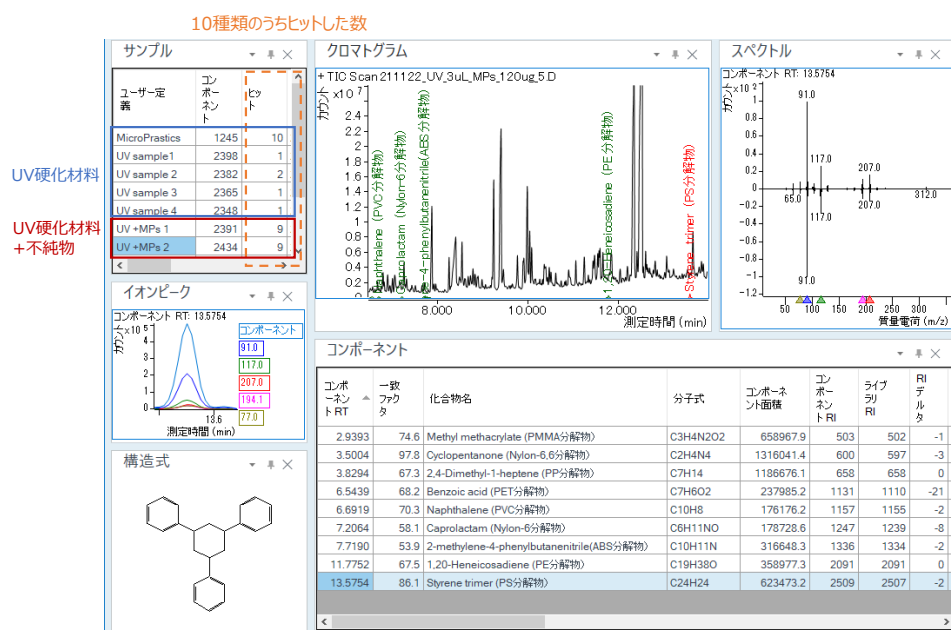 10種類のうちヒットした数
サンプル
ユーザー定
義
コン
ポー
ネン
ト
ヒッ
ト
MicroPrastics 1245 10
UV sample1 2398 1
UV sample 2 2382 2
UV sample 3 2365 1
UV sample 4 2348 1
UV +MPs 1 2391 9
UV +MPs 2 2434 9
UV硬化材料
UV硬化材料
+不純物
クロマトグラム
+ TIC Scan 211122_UV_3uL_MPs_120ug_5.D
カウント
x10 7
2.4
2.2
2
1.8
1.6
1.4
1.2
1
0.8
0.6
0.4
0.2
0
Naphthalene (PVC分解物)
Caprolactam (Nylon-6分解物)
2-methylene-4-phenylbutanenitrile(ABS分解物)
1,20-Heneicosadiene (PE分解物)
Styrene trimer (PS分解物)
8.000 10.000 12.000
測定時間 (min)
スペクトル
コンポーネント RT: 13.5754
カウント
x10 2
1
0.8
0.6
0.4
0.2
0
-0.2
-0.4
-0.6
-0.8
-1
-1.2
91.0
117.0
207.0
65.0
117.0
207.0
312.0
91.0
50 100 150 200 250 300
質量電荷 (m/z)
イオンピーク
コンポーネント RT: 13.5754
カウント
x10 5
5
4
3
2
1
0
コンポーネント
91.0
117.0
207.0
194.1
77.0
13.6
測定時間 (min)
構造式
コンポーネント
コンポ
ーネン
ト RT
一致
ファク
タ
化合物名
分子式
コンポーネ
ント面積
コン
ポー
ネン
ト RI
ライブ
ラリ
RI
RI
デ
ル
タ
2.9393 74.6 Methyl methacrylate (PMMA分解物) C3H4N2O2 658967.9 503 502 -1
3.5004 97.8 Cyclopentanone (Nylon-6,6分解物) C2H4N4 1316041.4 600 597 -3
3.8294 67.3 2,4-Dimethyl-1-heptene (PP分解物) C7H14 1186676.1 658 658 0
6.5439 68.2 Benzoic acid (PET分解物) C7H6O2 237985.2 1131 1110 -21
6.6919 70.3 Naphthalene (PVC分解物) C10H8 176176.2 1157 1155 -2
7.2064 58.1 Caprolactam (Nylon-6分解物) C6H11NO 178728.6 1247 1239 -8
7.7190 53.9 2-methylene-4-phenylbutanenitrile(ABS分解物) C10H11N 316648.3 1336 1334 -2
11.7752 67.5 1,20-Heneicosadiene (PE分解物) C19H38O 358977.3 2091 2091 0
13.5754 86.1 Styrene trimer (PS分解物) C24H24 623473.2 2509 2507 -2